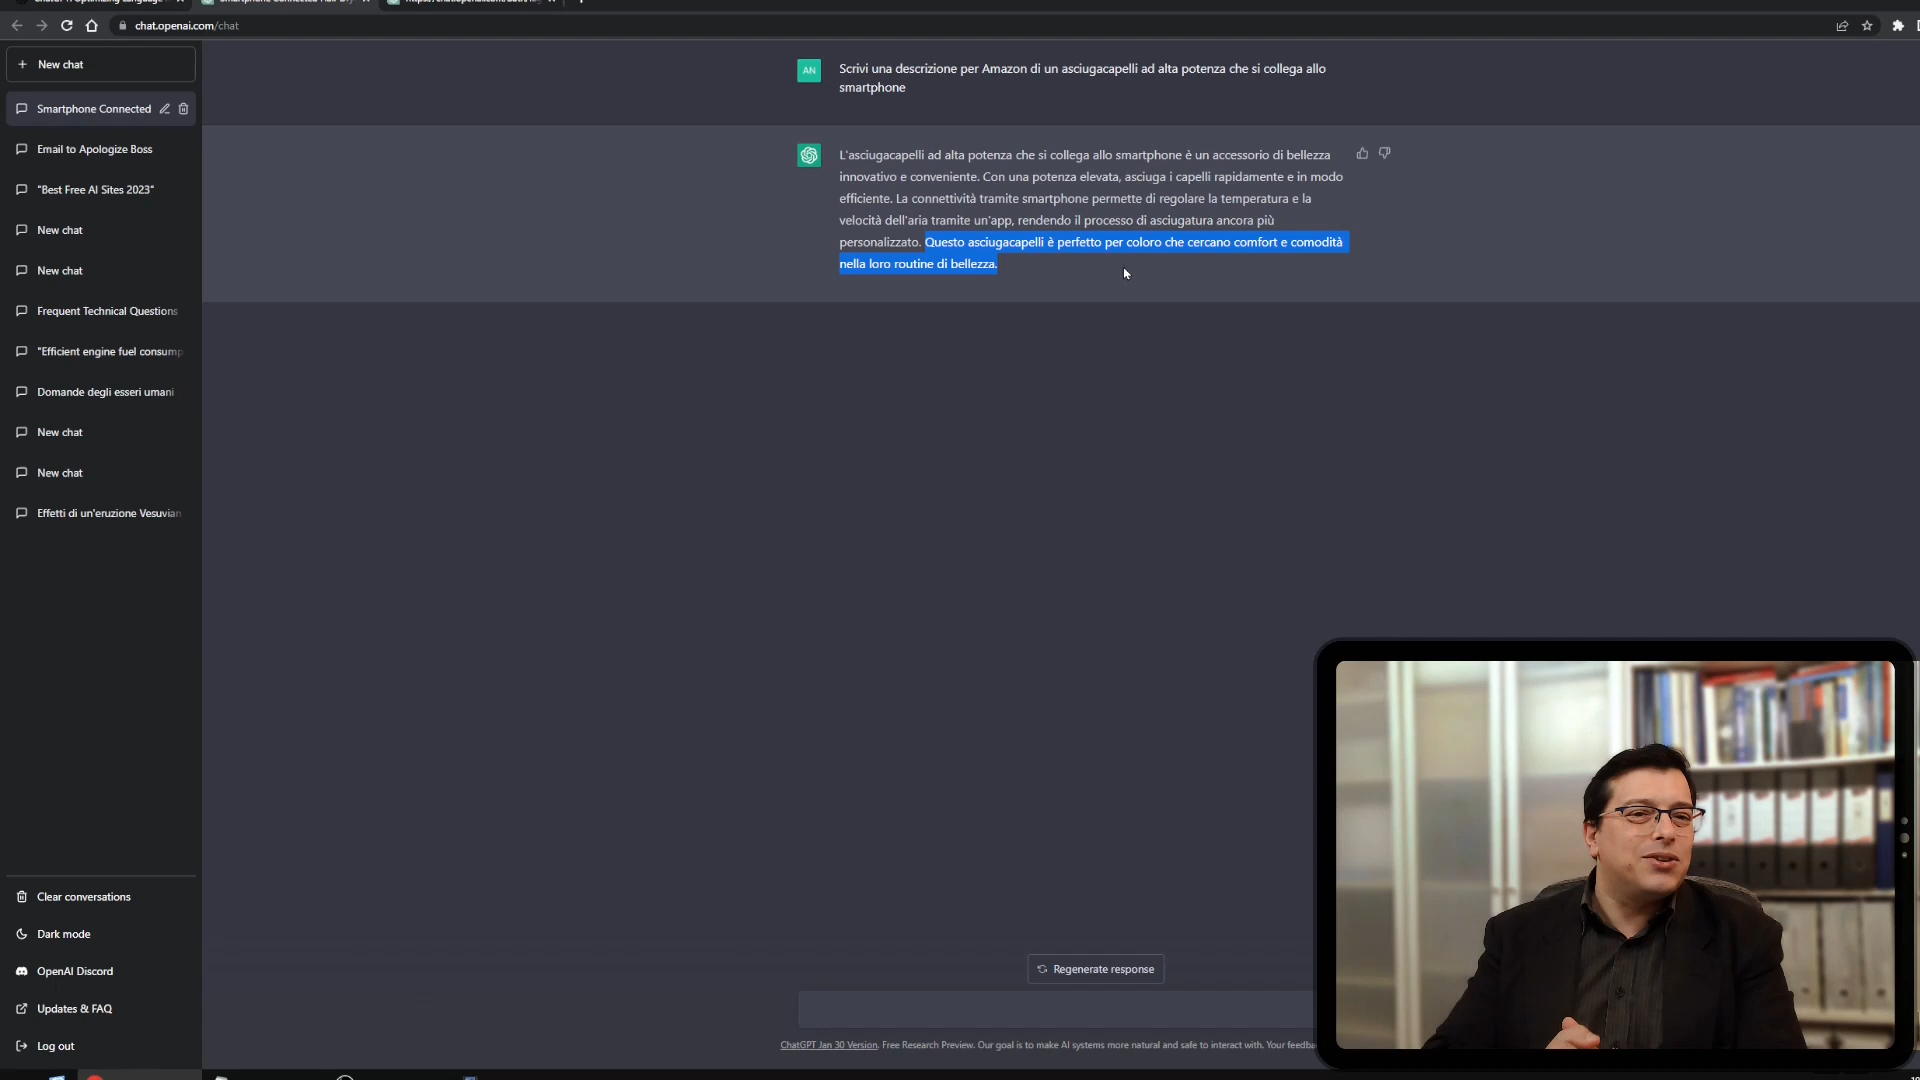 chat.openai.com/chat
New chat
Smartphone Connected
Email to Apologize Boss
"Best Free AI Sites 2023"
New chat
New chat
Frequent Technical Questions
"Efficient engine fuel consump
Domande degli esseri umani
New chat
New chat
Effetti di un'eruzione Vesuvian
Clear conversations
Dark mode
OpenAI Discord
Updates & FAQ
Log out
AN
Scrivi una descrizione per Amazon di un asciugacapelli ad alta potenza che si collega allo
smartphone
L'asciugacapelli ad alta potenza che si collega allo smartphone è un accessorio di bellezza
innovativo e conveniente. Con una potenza elevata, asciuga i capelli rapidamente e in modo
efficiente. La connettività tramite smartphone permette di regolare la temperatura e la
velocità dell'aria tramite un'app, rendendo il processo di asciugatura ancora più
personalizzato. Questo asciugacapelli è perfetto per coloro che cercano comfort e comodità
nella loro routine di bellezza.
Regenerate response
ChatGPT Jan 30 Version. Free Research Preview. Our goal is to make AI systems more natural and safe to interact with. Your feedba